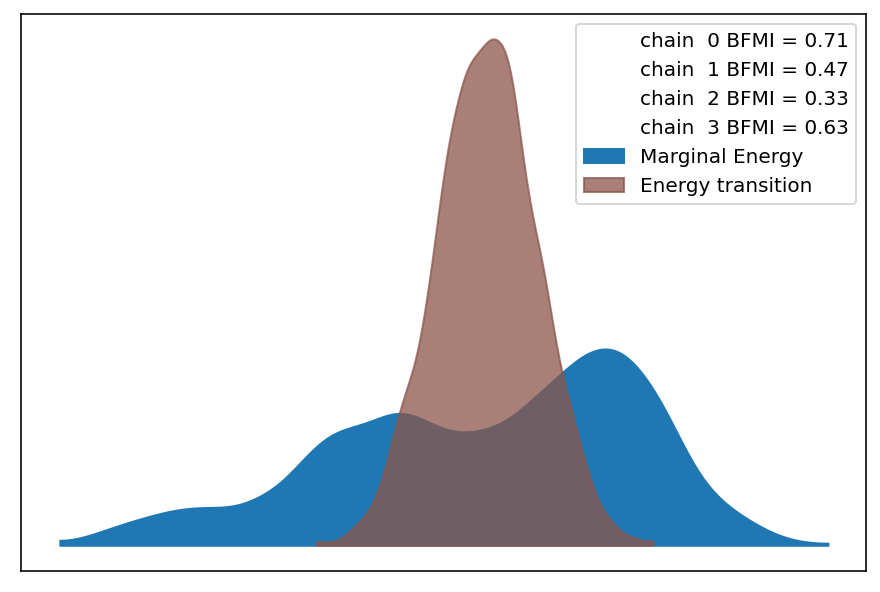 chain  0 BFMI = 0.71
chain  1 BFMI = 0.47
chain  2 BFMI = 0.33
chain  3 BFMI = 0.63
Marginal Energy
Energy transition